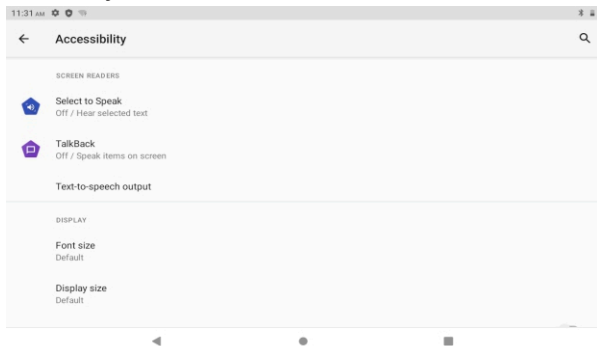 11:31 AM
Accessibility
SCREEN READERS
Select to Speak
Off / Hear selected text
TalkBack
Off / Speak items on screen
Text-to-speech output
DISPLAY
Font size
Default
Display size
Default